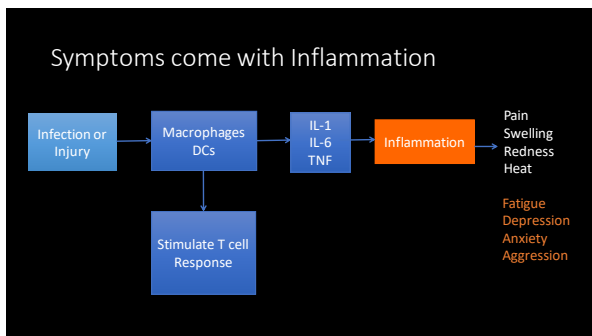 Symptoms come with Inflammation
Infection or
Injury
Macrophages
DCs
IL-1
IL-6
TNF
Inflammation
Pain
Swelling
Redness
Heat
Fatigue
Depression
Anxiety
Aggression
Stimulate T cell
Response